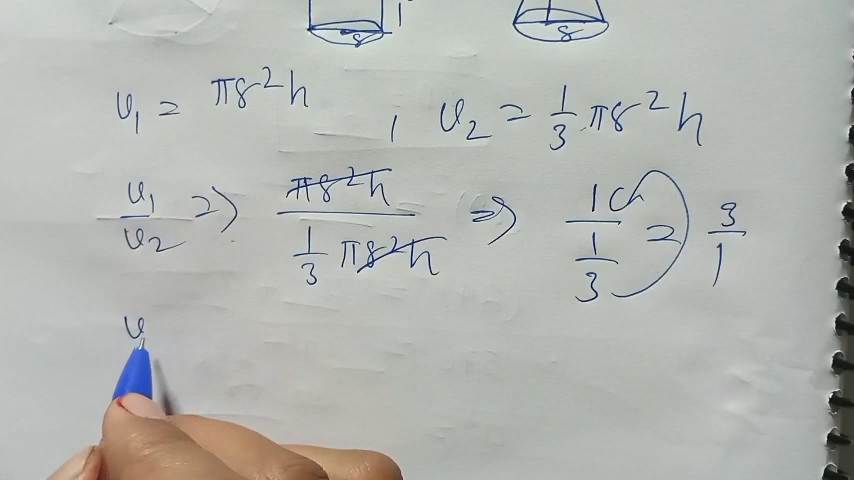 r r
v₁ = πr²h , v₂ = 1/3 πr²h
v₁/v₂ ⇒ πr²h / (1/3 πr²h) ⇒ 1 / (1/3) = 3/1
v